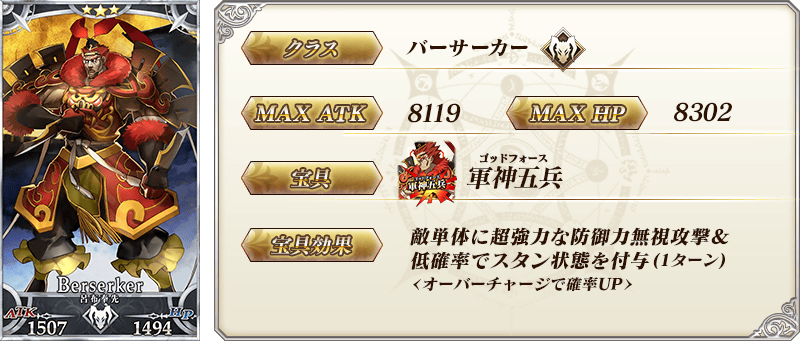 Berserker
呂布奉先
ATK HP
1507 1494
クラス バーサーカー
MAX ATK 8119 MAX HP 8302
ゴッドフォース
宝具 軍神五兵
宝具効果 敵単体に超強力な防御力無視攻撃&
低確率でスタン状態を付与(1ターン)
<オーバーチャージで確率UP>